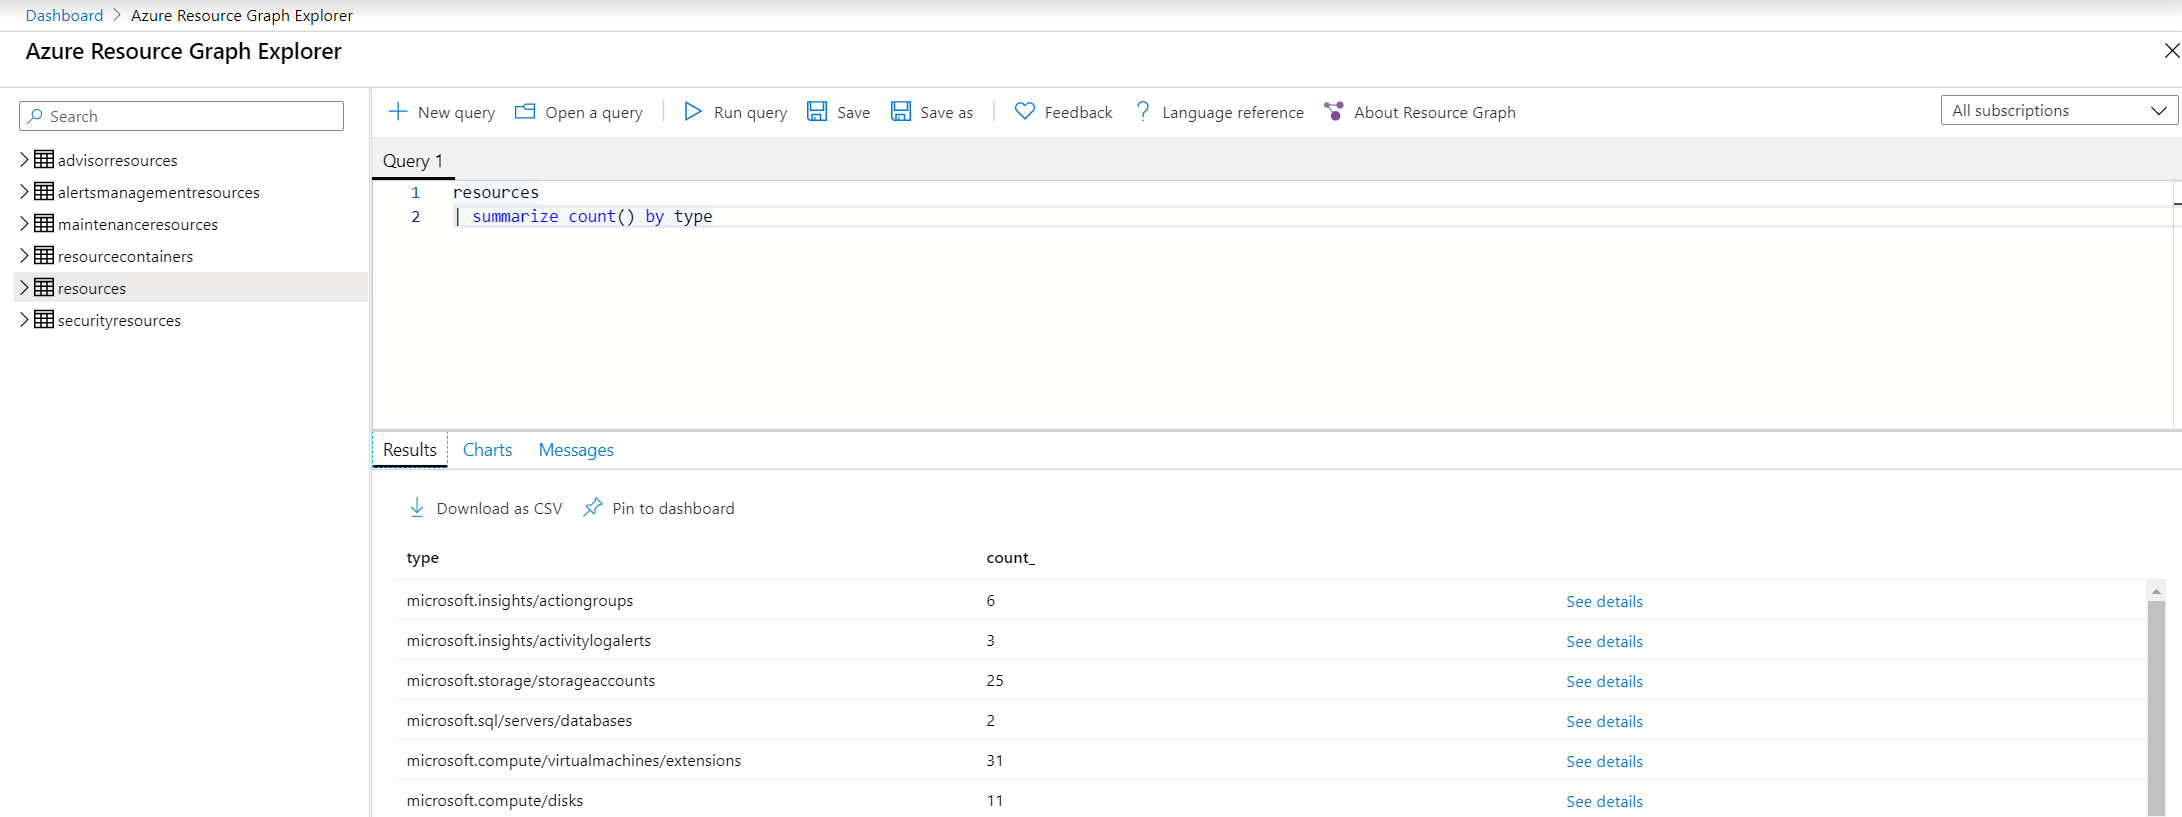 Dashboard > Azure Resource Graph Explorer
Azure Resource Graph Explorer
Search
advisorresources
alertsmanagementresources
maintenanceresources
resourcecontainers
resources
securityresources
New query Open a query Run query Save Save as Feedback ? Language reference About Resource Graph All subscriptions
Query 1
1 resources
2 | summarize count() by type
Results Charts Messages
Download as CSV Pin to dashboard
type count_
microsoft.insights/actiongroups 6 See details
microsoft.insights/activitylogalerts 3 See details
microsoft.storage/storageaccounts 25 See details
microsoft.sql/servers/databases 2 See details
microsoft.compute/virtualmachines/extensions 31 See details
microsoft.compute/disks 11 See details